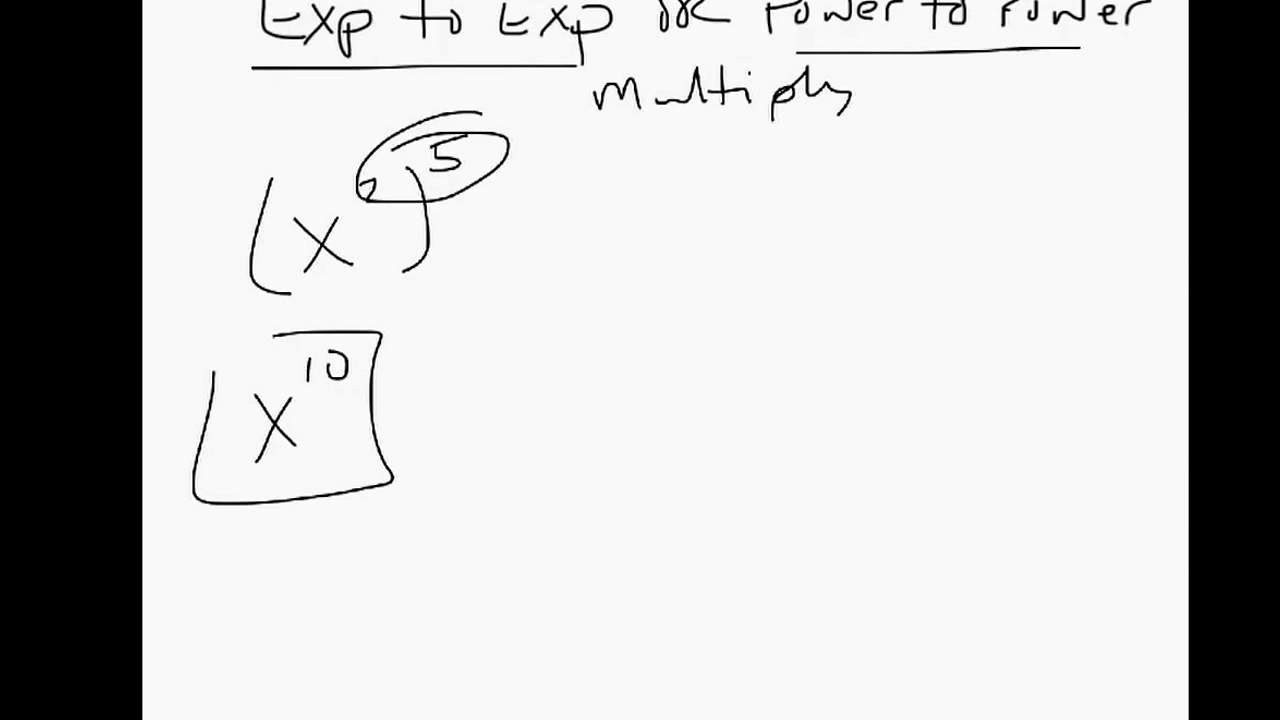 Exp to Exp OR Power to Power
multiply
(x²)⁵
x¹⁰